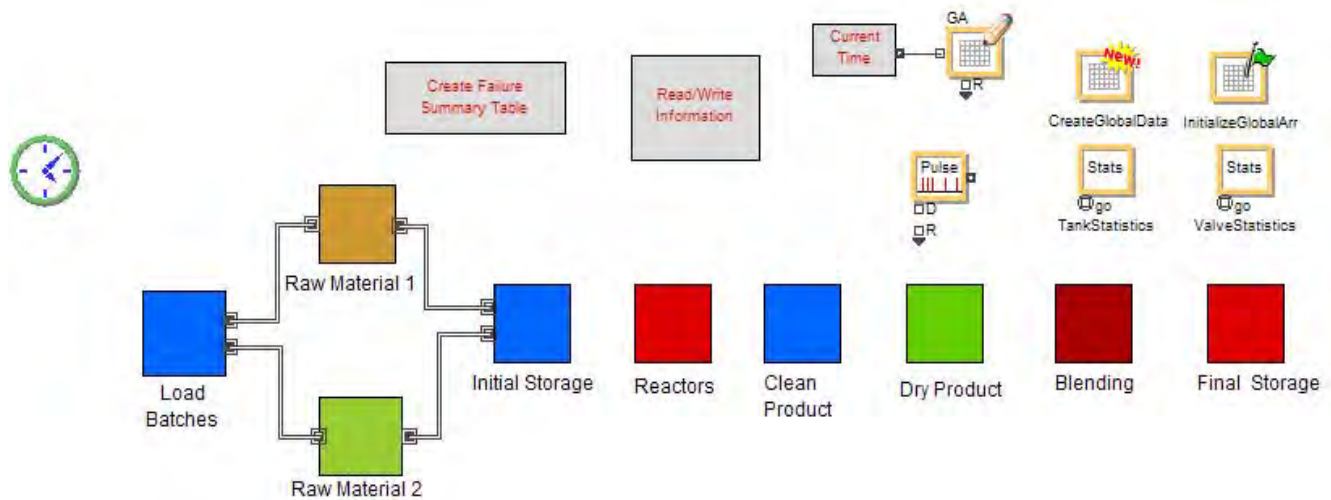 GA
Current
Time
R
New!
Create Failure
Summary Table
Read/Write
Information
CreateGlobalData
InitializeGlobalArr
Pulse
D
R
Stats
go
TankStatistics
Stats
go
ValveStatistics
Raw Material 1
Load
Batches
Initial Storage
Reactors
Clean
Product
Dry Product
Blending
Final Storage
Raw Material 2